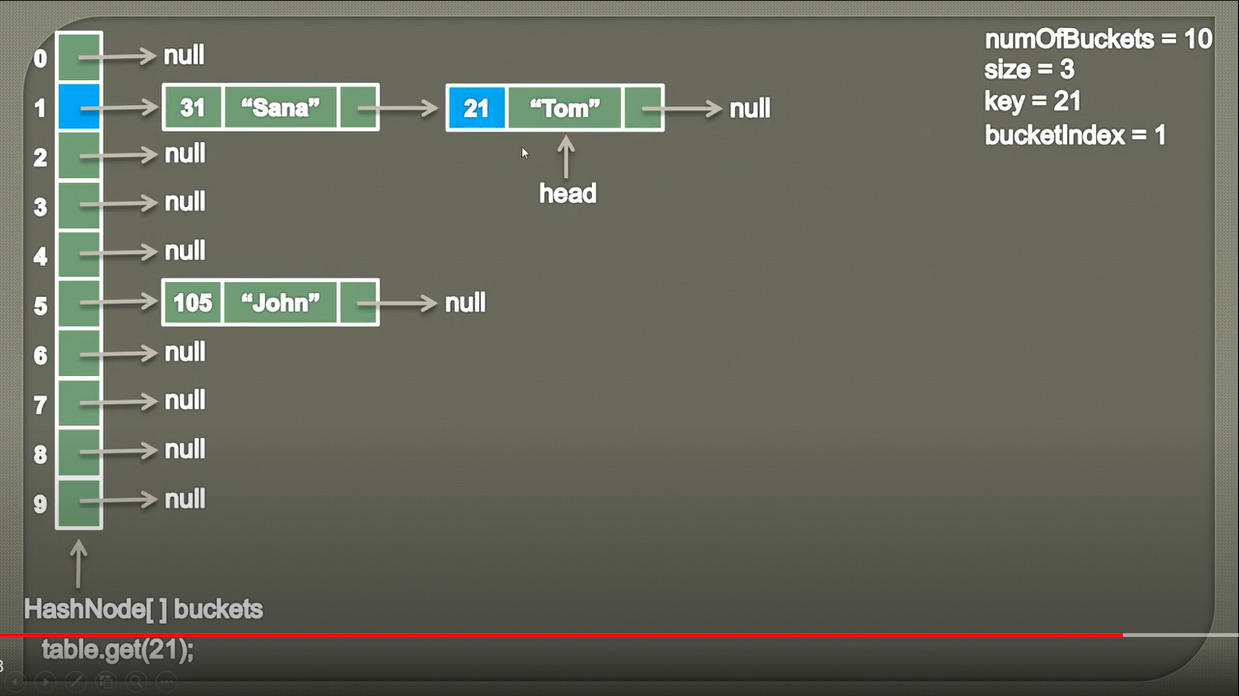 numOfBuckets = 10
size = 3
key = 21
bucketIndex = 1
0 null
1 31 “Sana” 21 “Tom” null
head
2 null
3 null
4 null
5 105 “John” null
6 null
7 null
8 null
9 null
HashNode[ ] buckets
table.get(21);